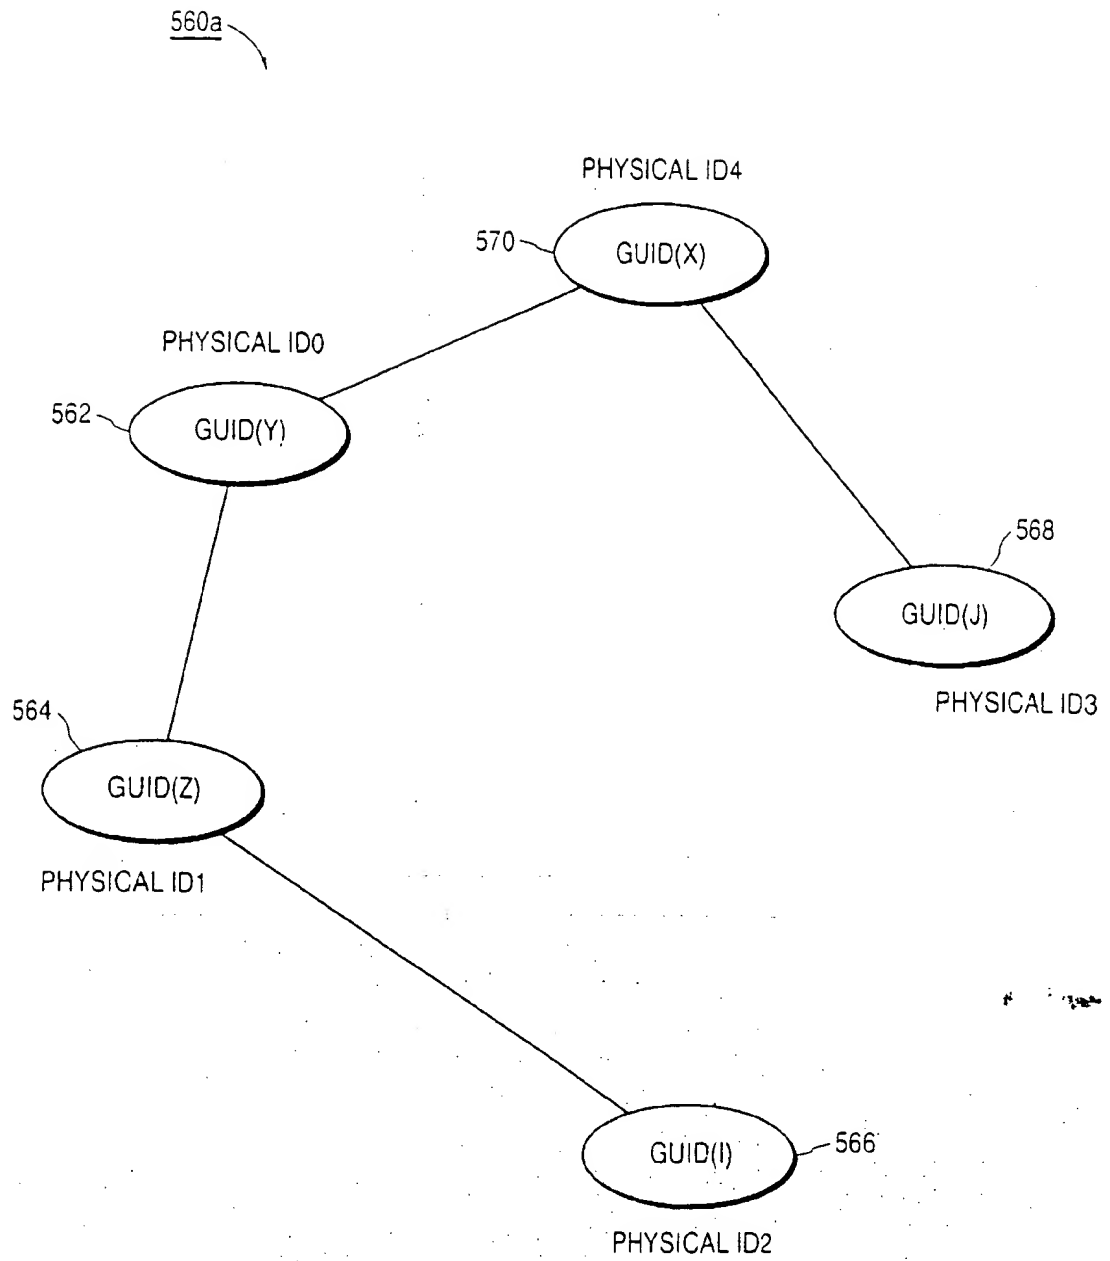 560a
PHYSICAL ID4
570
GUID(X)
PHYSICAL ID0
562
GUID(Y)
568
GUID(J)
PHYSICAL ID3
564
GUID(Z)
PHYSICAL ID1
GUID(I)
566
PHYSICAL ID2